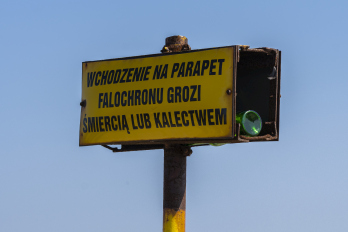 WCHODZENIE NA PARAPET
FALOCHRONU GROZI
ŚMIERCIĄ LUB KALECTWEM